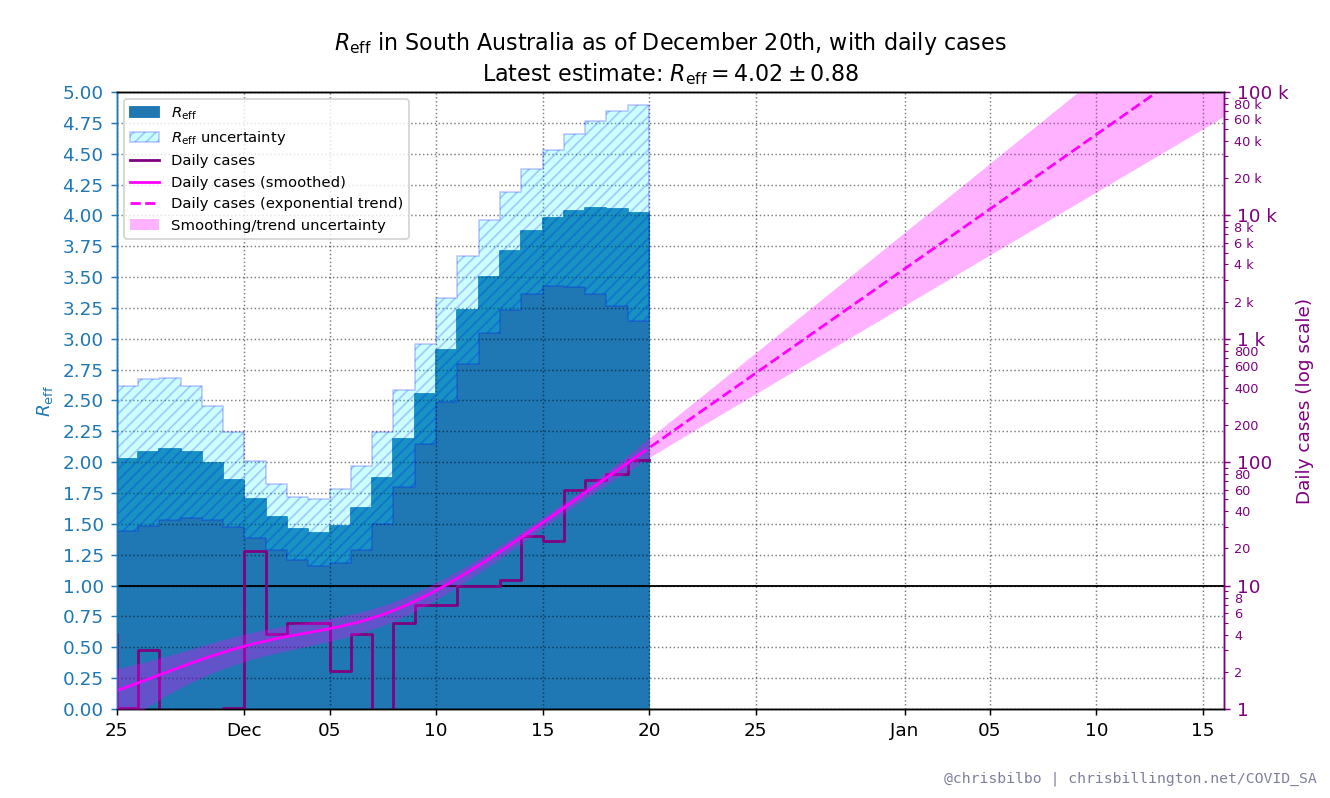 R_eff in South Australia as of December 20th, with daily cases
Latest estimate: R_eff = 4.02 ± 0.88
R_eff
R_eff uncertainty
Daily cases
Daily cases (smoothed)
Daily cases (exponential trend)
Smoothing/trend uncertainty
5.00
4.75
4.50
4.25
4.00
3.75
3.50
3.25
3.00
2.75
2.50
2.25
2.00
1.75
1.50
1.25
1.00
0.75
0.50
0.25
0.00
R_eff
100 k
80 k
60 k
40 k
20 k
10 k
8 k
6 k
4 k
2 k
1 k
800
600
400
200
100
80
60
40
20
10
8
6
4
2
1
Daily cases (log scale)
25 Dec 05 10 15 20 25 Jan 05 10 15
@chrisbilbo | chrisbillington.net/COVID_SA